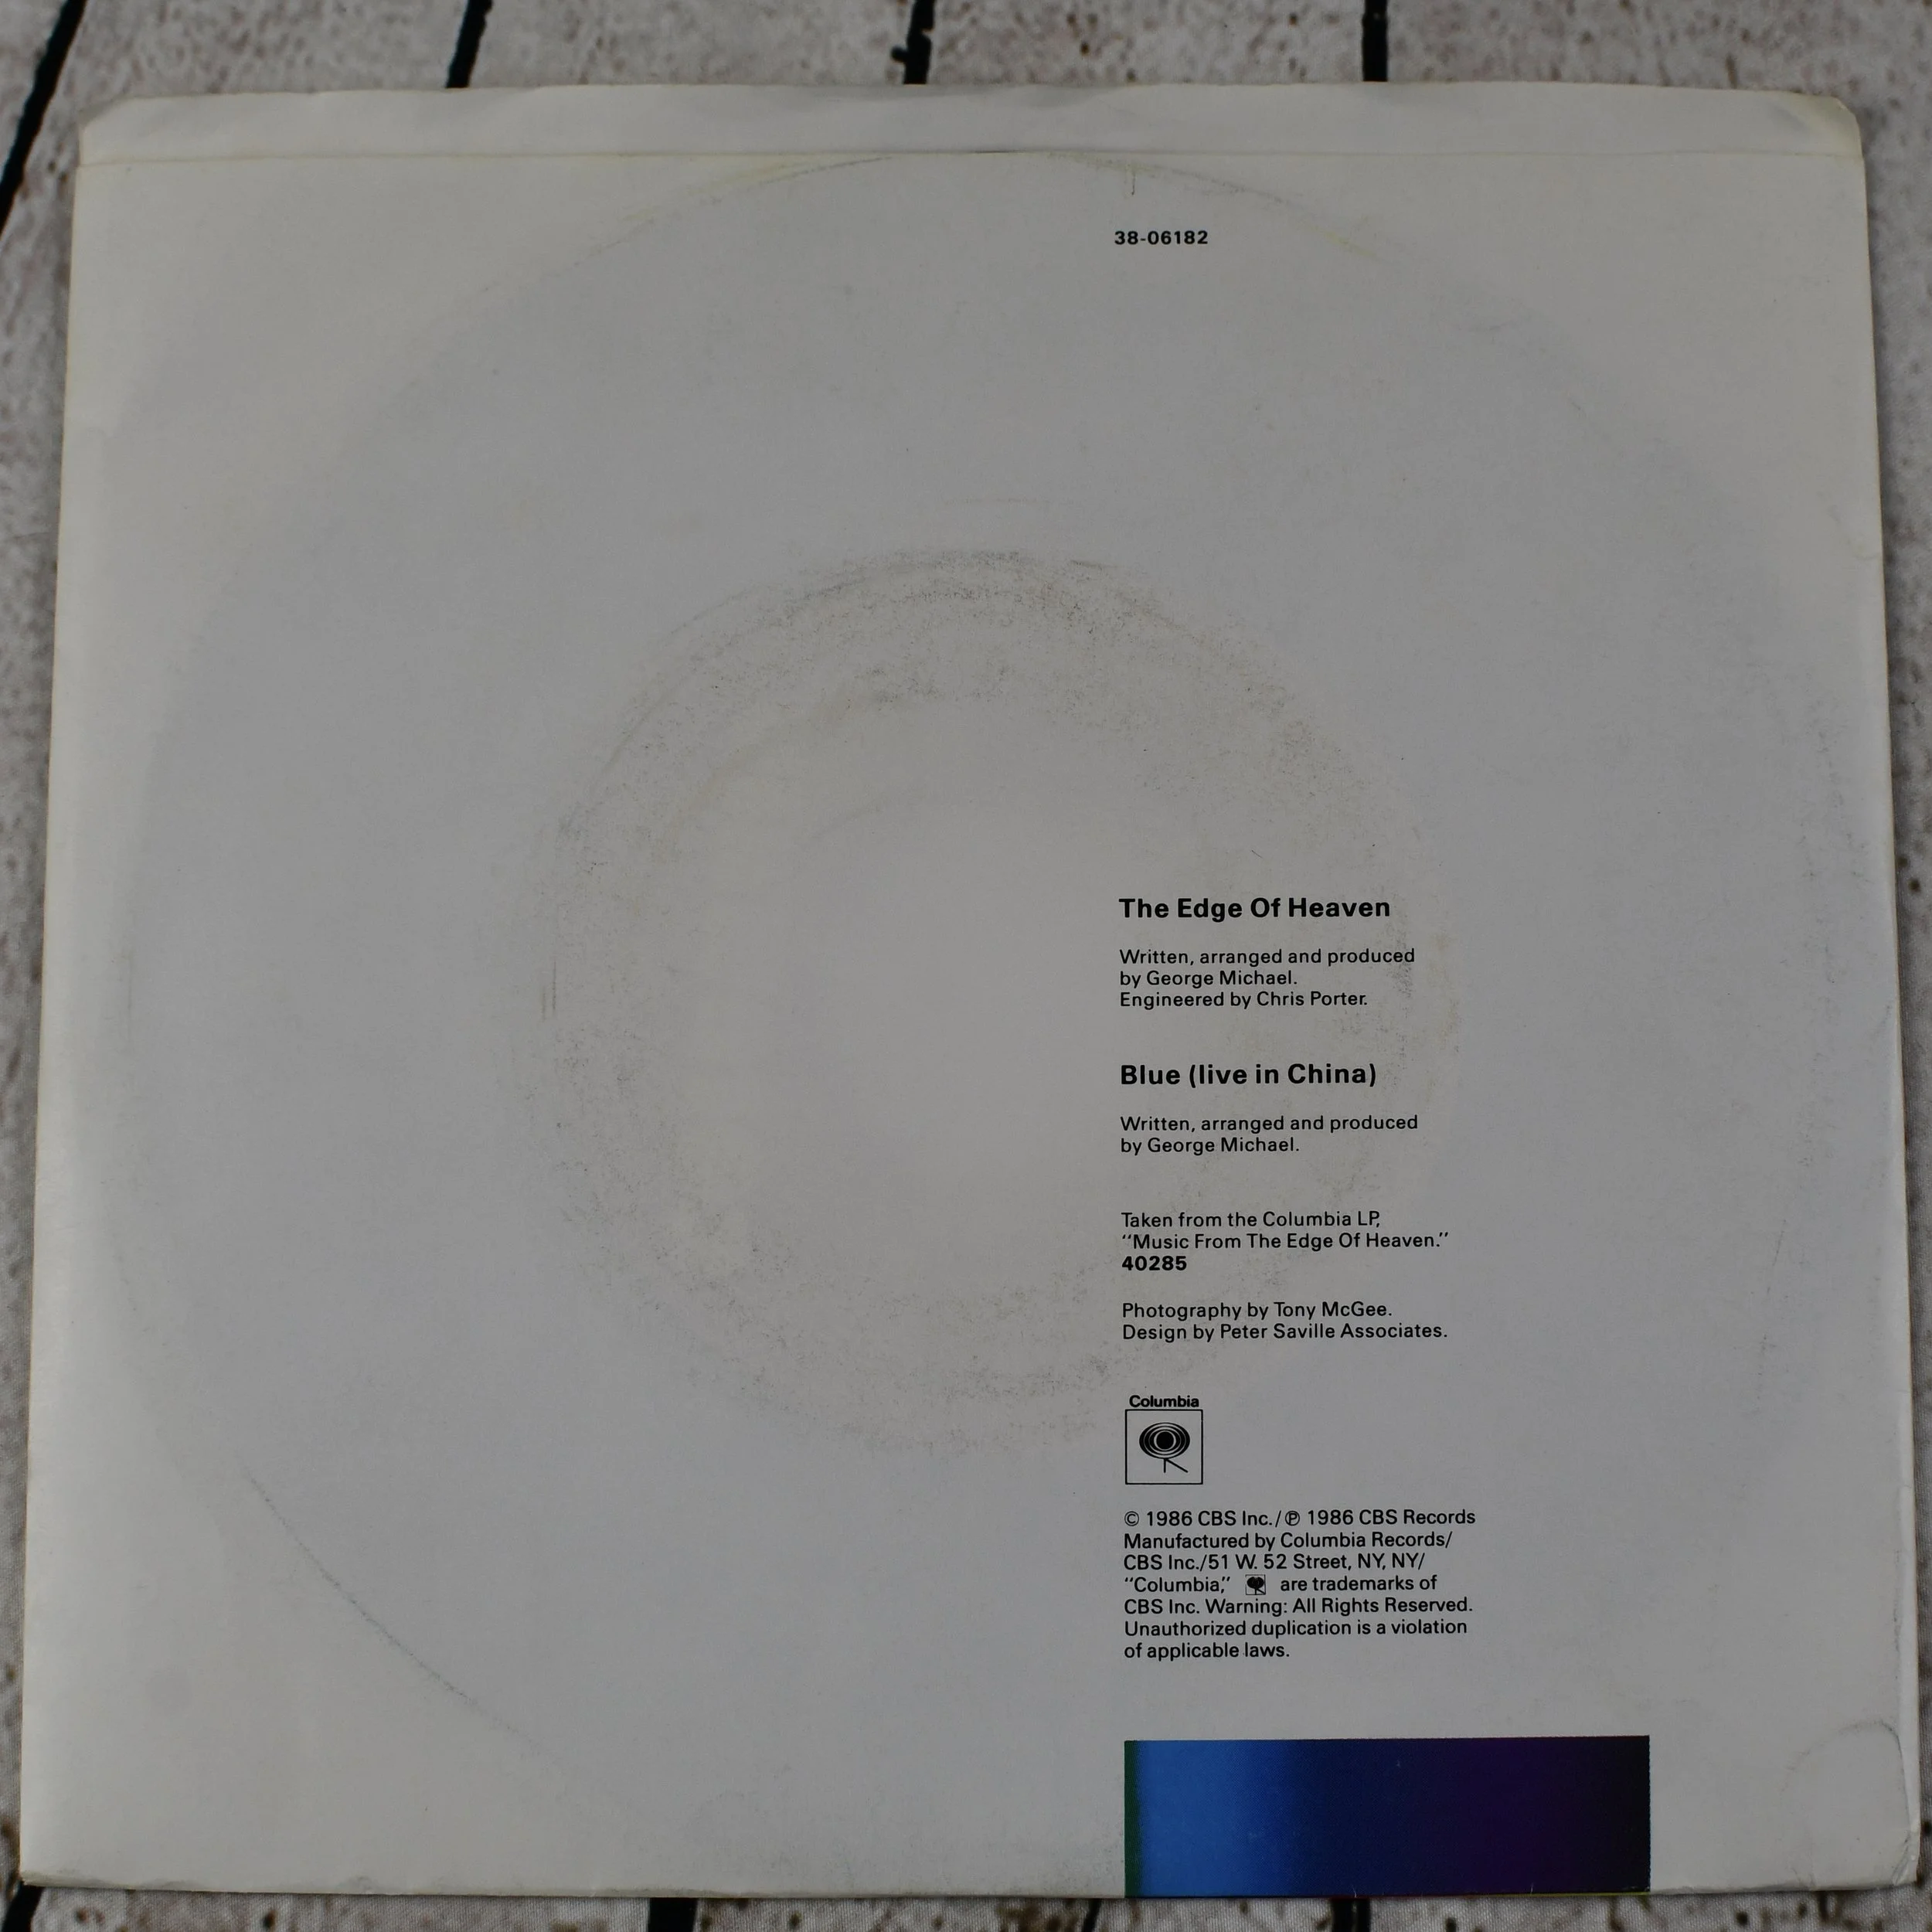 38-06182
The Edge Of Heaven
Written, arranged and produced
by George Michael.
Engineered by Chris Porter.
Blue (live in China)
Written, arranged and produced
by George Michael.
Taken from the Columbia LP,
“Music From The Edge Of Heaven.”
40285
Photography by Tony McGee.
Design by Peter Saville Associates.
Columbia
© 1986 CBS Inc./℗ 1986 CBS Records
Manufactured by Columbia Records/
CBS Inc./51 W. 52 Street, NY, NY/
“Columbia,” are trademarks of
CBS Inc. Warning: All Rights Reserved.
Unauthorized duplication is a violation
of applicable laws.